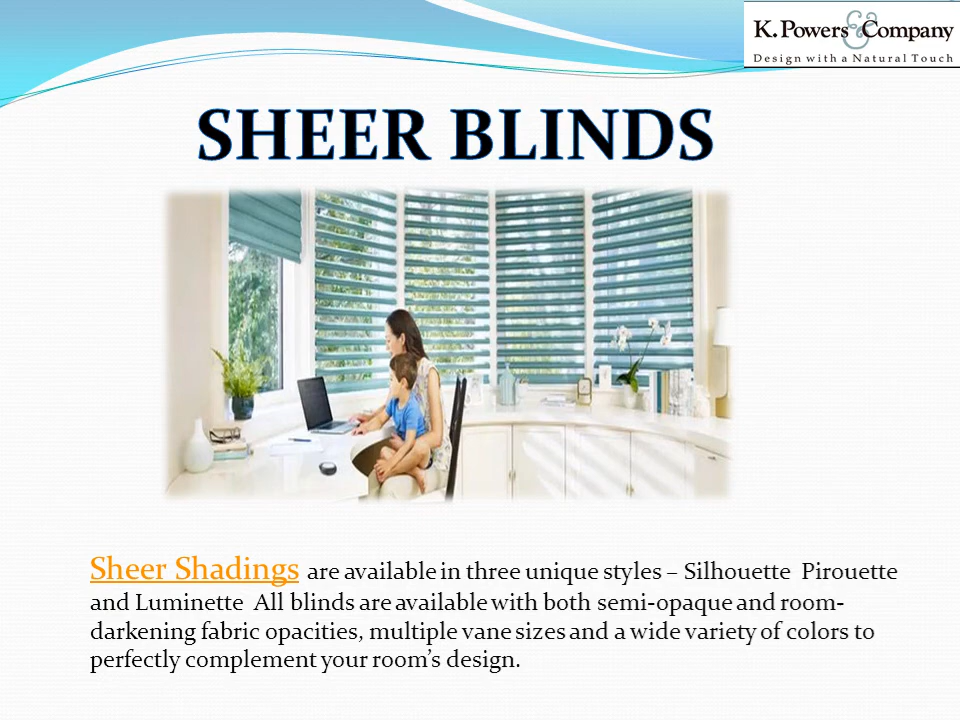 K. Powers & Company
Design with a Natural Touch
SHEER BLINDS
Sheer Shadings are available in three unique styles – Silhouette Pirouette
and Luminette All blinds are available with both semi-opaque and room-
darkening fabric opacities, multiple vane sizes and a wide variety of colors to
perfectly complement your room’s design.